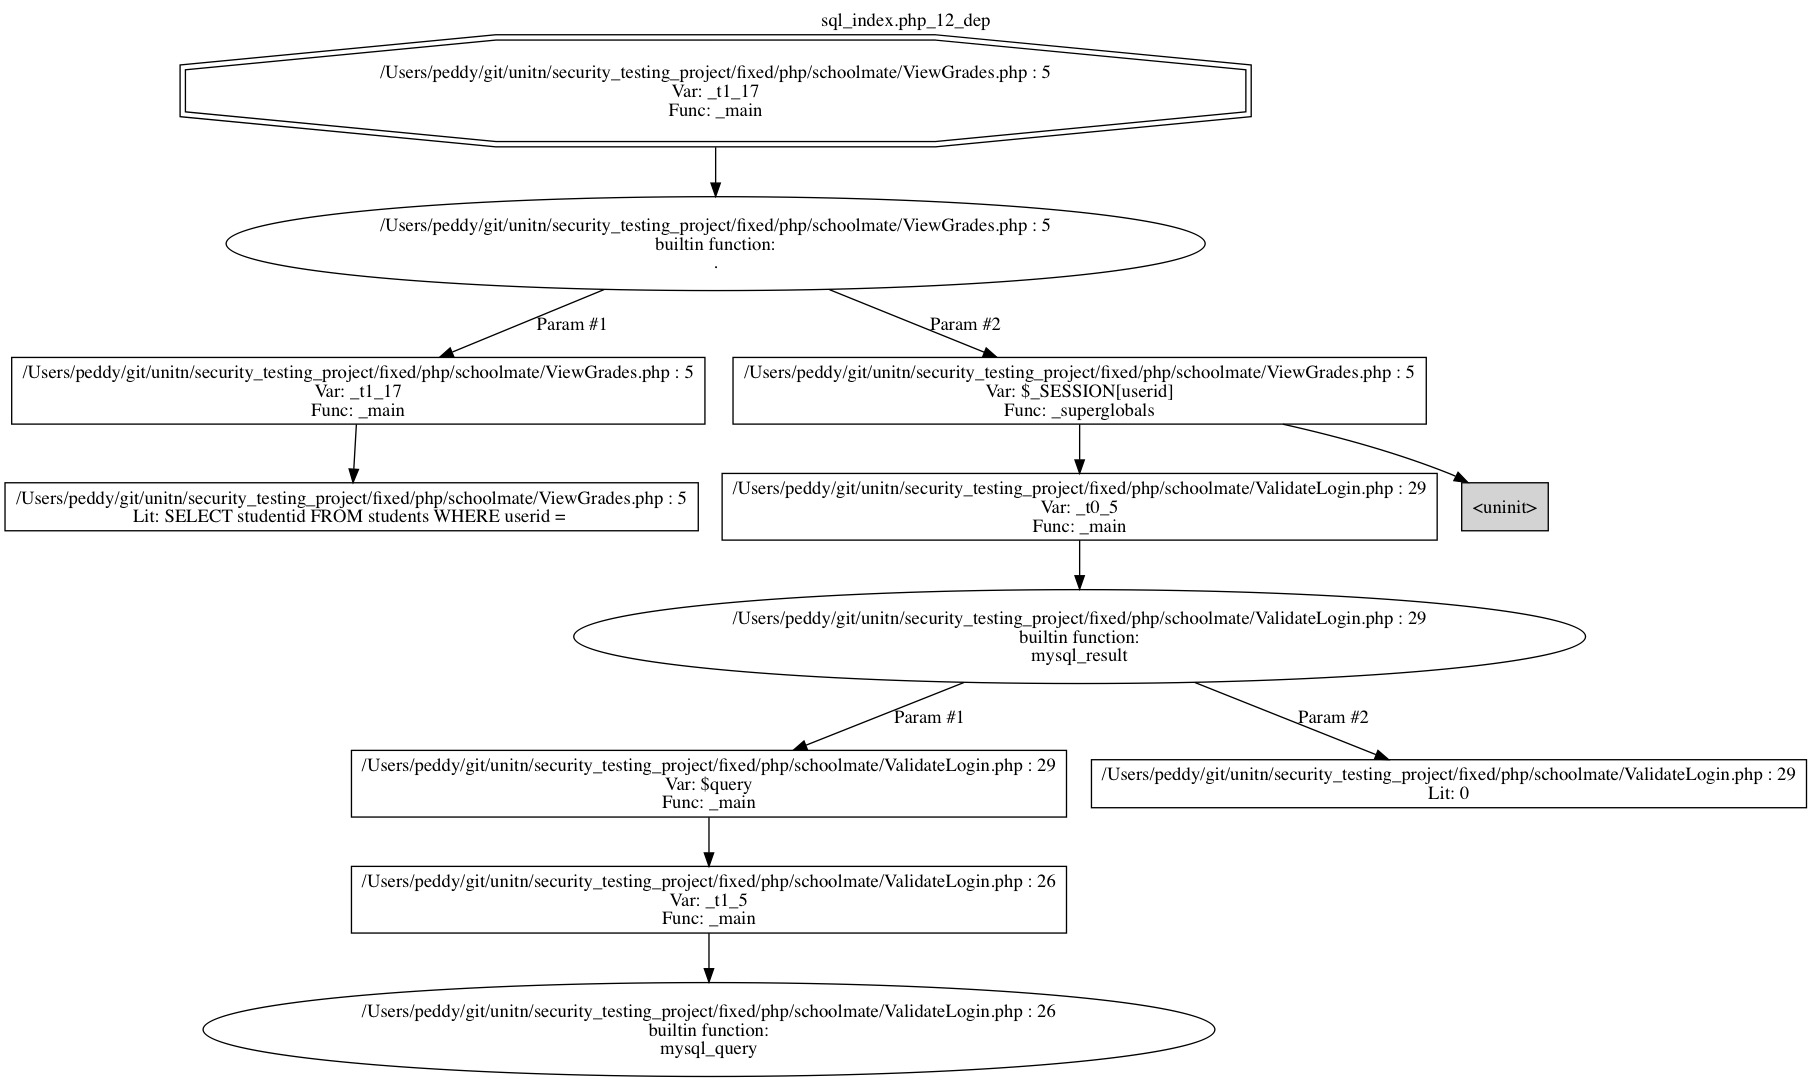 sql_index.php_12_dep
/Users/peddy/git/unitn/security_testing_project/fixed/php/schoolmate/ViewGrades.php : 5
Var: _t1_17
Func: _main
/Users/peddy/git/unitn/security_testing_project/fixed/php/schoolmate/ViewGrades.php : 5
builtin function:
.
Param #1
Param #2
/Users/peddy/git/unitn/security_testing_project/fixed/php/schoolmate/ViewGrades.php : 5
Var: _t1_17
Func: _main
/Users/peddy/git/unitn/security_testing_project/fixed/php/schoolmate/ViewGrades.php : 5
Var: $_SESSION[userid]
Func: _superglobals
/Users/peddy/git/unitn/security_testing_project/fixed/php/schoolmate/ViewGrades.php : 5
Lit: SELECT studentid FROM students WHERE userid =
/Users/peddy/git/unitn/security_testing_project/fixed/php/schoolmate/ValidateLogin.php : 29
Var: _t0_5
Func: _main
<uninit>
/Users/peddy/git/unitn/security_testing_project/fixed/php/schoolmate/ValidateLogin.php : 29
builtin function:
mysql_result
Param #1
Param #2
/Users/peddy/git/unitn/security_testing_project/fixed/php/schoolmate/ValidateLogin.php : 29
Var: $query
Func: _main
/Users/peddy/git/unitn/security_testing_project/fixed/php/schoolmate/ValidateLogin.php : 29
Lit: 0
/Users/peddy/git/unitn/security_testing_project/fixed/php/schoolmate/ValidateLogin.php : 26
Var: _t1_5
Func: _main
/Users/peddy/git/unitn/security_testing_project/fixed/php/schoolmate/ValidateLogin.php : 26
builtin function:
mysql_query